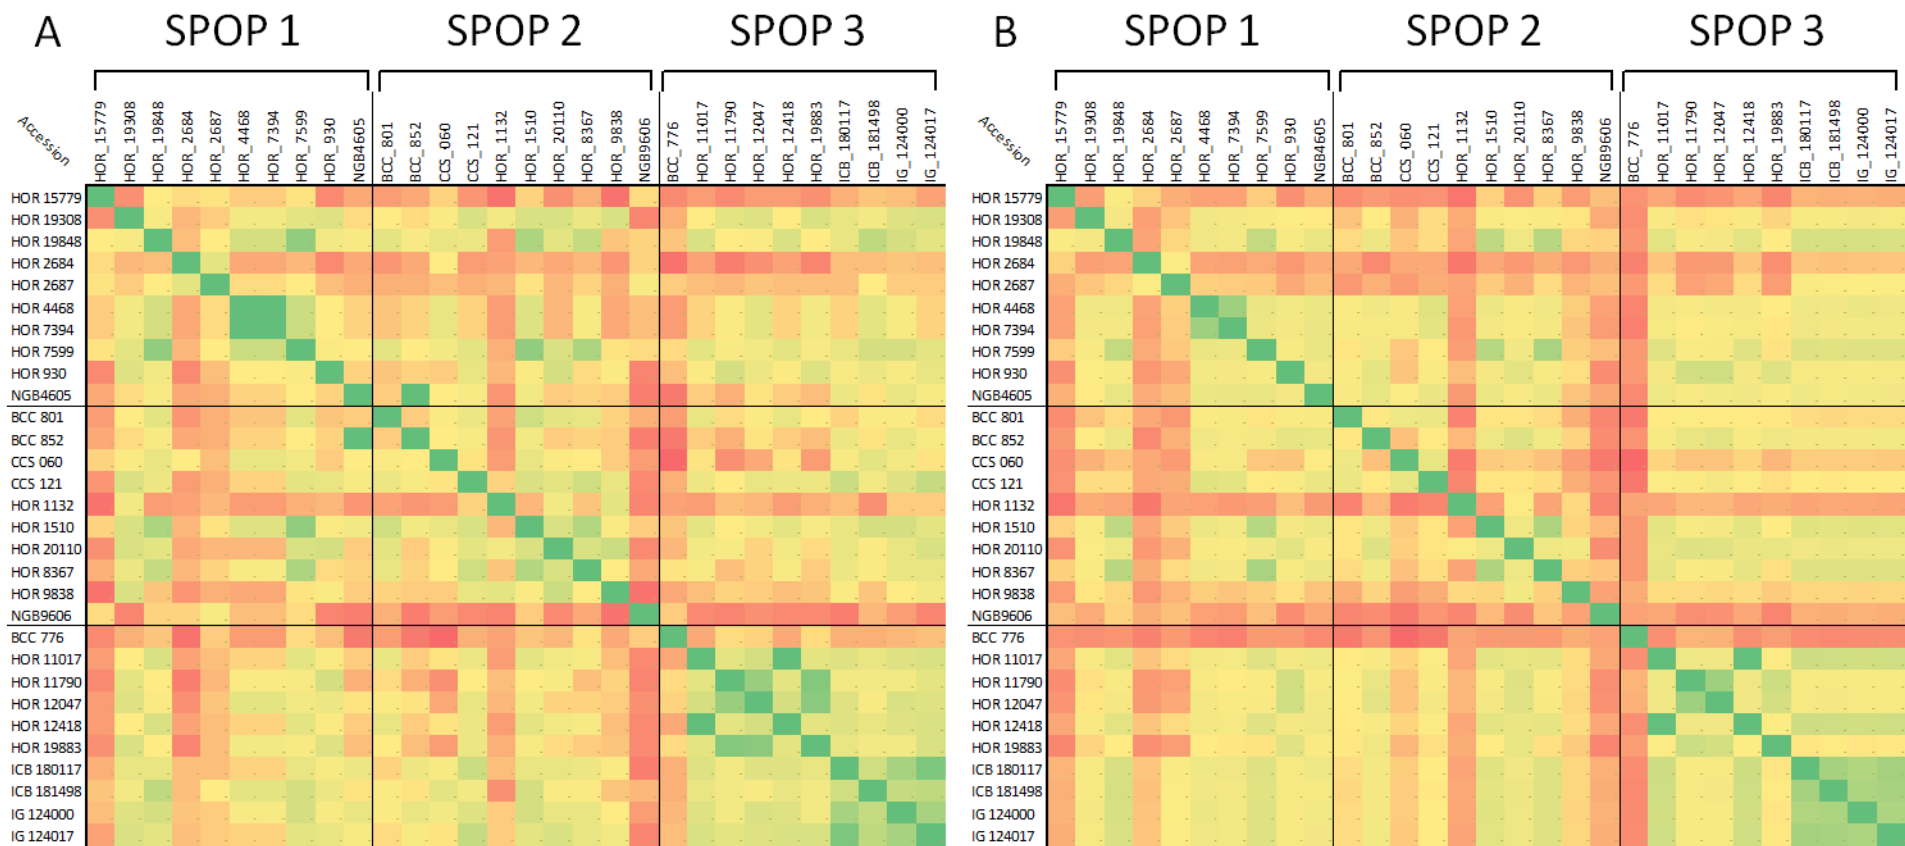 A SPOP 1 SPOP 2 SPOP 3
Accession HOR_15779 HOR_19308 HOR_19848 HOR_2684 HOR_2687 HOR_4468 HOR_7394 HOR_7599 HOR_930 NGB4605 BCC_801 BCC_852 CCS_060 CCS_121 HOR_1132 HOR_1510 HOR_20110 HOR_8367 HOR_9838 NGB9606 BCC_776 HOR_11017 HOR_11790 HOR_12047 HOR_12418 HOR_19883 ICB_180117 ICB_181498 IG_124000 IG_124017
HOR 15779
HOR 19308
HOR 19848
HOR 2684
HOR 2687
HOR 4468
HOR 7394
HOR 7599
HOR 930
NGB4605
BCC 801
BCC 852
CCS 060
CCS 121
HOR 1132
HOR 1510
HOR 20110
HOR 8367
HOR 9838
NGB9606
BCC 776
HOR 11017
HOR 11790
HOR 12047
HOR 12418
HOR 19883
ICB 180117
ICB 181498
IG 124000
IG 124017
B SPOP 1 SPOP 2 SPOP 3
Accession HOR_15779 HOR_19308 HOR_19848 HOR_2684 HOR_2687 HOR_4468 HOR_7394 HOR_7599 HOR_930 NGB4605 BCC_801 BCC_852 CCS_060 CCS_121 HOR_1132 HOR_1510 HOR_20110 HOR_8367 HOR_9838 NGB9606 BCC_776 HOR_11017 HOR_11790 HOR_12047 HOR_12418 HOR_19883 ICB_180117 ICB_181498 IG_124000 IG_124017
HOR 15779
HOR 19308
HOR 19848
HOR 2684
HOR 2687
HOR 4468
HOR 7394
HOR 7599
HOR 930
NGB4605
BCC 801
BCC 852
CCS 060
CCS 121
HOR 1132
HOR 1510
HOR 20110
HOR 8367
HOR 9838
NGB9606
BCC 776
HOR 11017
HOR 11790
HOR 12047
HOR 12418
HOR 19883
ICB 180117
ICB 181498
IG 124000
IG 124017